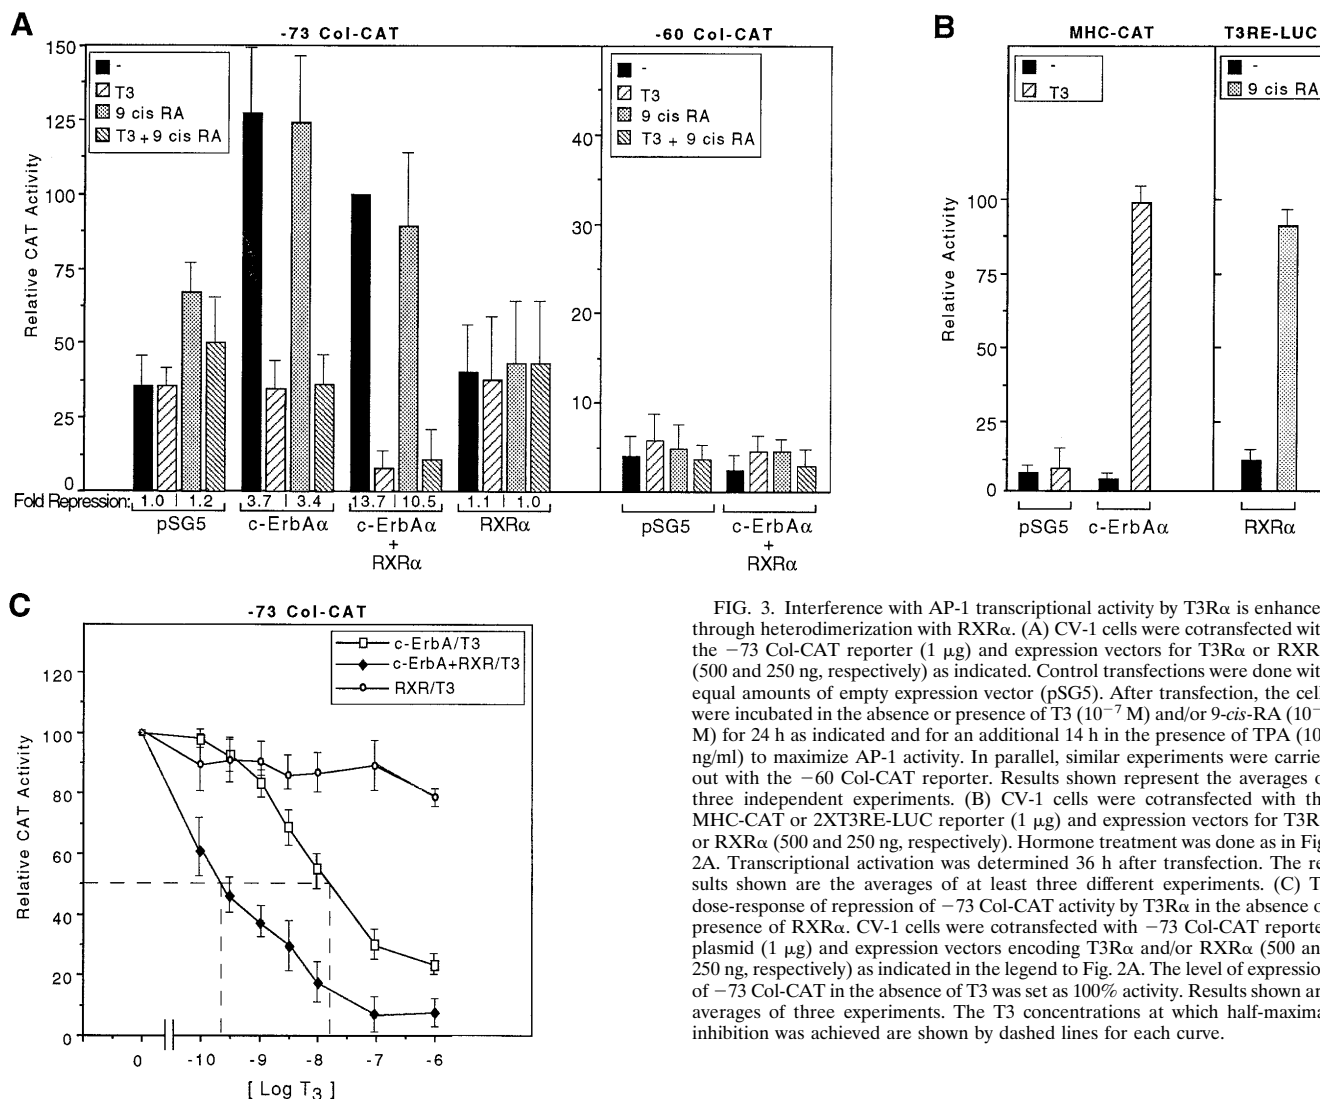 A
-73 Col-CAT
-60 Col-CAT
Relative CAT Activity
150
125
100
75
50
25
0
-
T3
9 cis RA
T3 + 9 cis RA
40
30
20
10
-
T3
9 cis RA
T3 + 9 cis RA
Fold Repression: 1.0 1.2 3.7 3.4 13.7 10.5 1.1 1.0
pSG5
c-ErbAα
c-ErbAα
+
RXRα
RXRα
pSG5
c-ErbAα
+
RXRα
B
MHC-CAT
T3RE-LUC
-
T3
-
9 cis RA
Relative Activity
100
75
50
25
0
pSG5
c-ErbAα
RXRα
C
-73 Col-CAT
c-ErbA/T3
c-ErbA+RXR/T3
RXR/T3
Relative CAT Activity
120
100
80
60
40
20
0
0 -10 -9 -8 -7 -6
[ Log T3 ]
FIG. 3. Interference with AP-1 transcriptional activity by T3Rα is enhance
through heterodimerization with RXRα. (A) CV-1 cells were cotransfected wit
the −73 Col-CAT reporter (1 μg) and expression vectors for T3Rα or RXR
(500 and 250 ng, respectively) as indicated. Control transfections were done wit
equal amounts of empty expression vector (pSG5). After transfection, the cel
were incubated in the absence or presence of T3 (10−7 M) and/or 9-cis-RA (10−
M) for 24 h as indicated and for an additional 14 h in the presence of TPA (10
ng/ml) to maximize AP-1 activity. In parallel, similar experiments were carrie
out with the −60 Col-CAT reporter. Results shown represent the averages o
three independent experiments. (B) CV-1 cells were cotransfected with th
MHC-CAT or 2XT3RE-LUC reporter (1 μg) and expression vectors for T3R
or RXRα (500 and 250 ng, respectively). Hormone treatment was done as in Fig
2A. Transcriptional activation was determined 36 h after transfection. The re
sults shown are the averages of at least three different experiments. (C) T
dose-response of repression of −73 Col-CAT activity by T3Rα in the absence o
presence of RXRα. CV-1 cells were cotransfected with −73 Col-CAT reporte
plasmid (1 μg) and expression vectors encoding T3Rα and/or RXRα (500 an
250 ng, respectively) as indicated in the legend to Fig. 2A. The level of expressio
of −73 Col-CAT in the absence of T3 was set as 100% activity. Results shown ar
averages of three experiments. The T3 concentrations at which half-maxima
inhibition was achieved are shown by dashed lines for each curve.